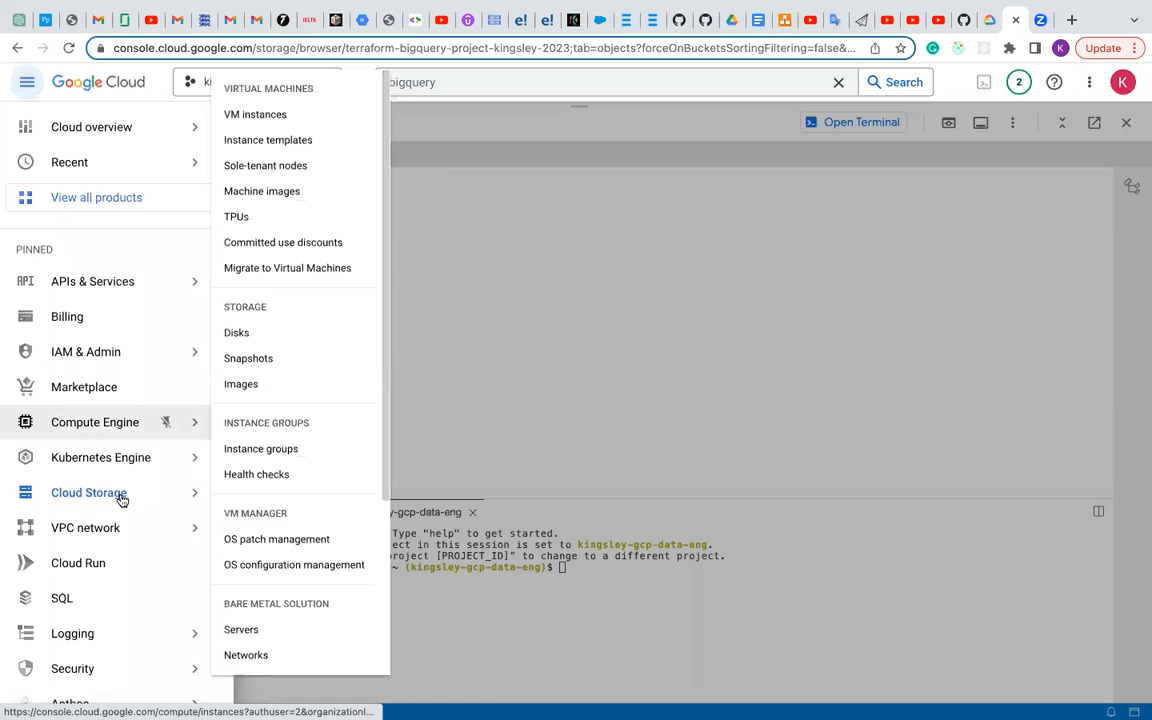 console.cloud.google.com/storage/browser/terraform-bigquery-project-kingsley-2023;tab=objects?forceOnBucketsSortingFiltering=false&...
Update
Google Cloud
ki
bigquery
Search
2
K
Cloud overview
Recent
View all products
PINNED
APIs & Services
Billing
IAM & Admin
Marketplace
Compute Engine
Kubernetes Engine
Cloud Storage
VPC network
Cloud Run
SQL
Logging
Security
Anthos
VIRTUAL MACHINES
VM instances
Instance templates
Sole-tenant nodes
Machine images
TPUs
Committed use discounts
Migrate to Virtual Machines
STORAGE
Disks
Snapshots
Images
INSTANCE GROUPS
Instance groups
Health checks
VM MANAGER
OS patch management
OS configuration management
BARE METAL SOLUTION
Servers
Networks
Open Terminal
y-gcp-data-eng
Type "help" to get started.
ect in this session is set to kingsley-gcp-data-eng.
project [PROJECT_ID]" to change to a different project.
~ (kingsley-gcp-data-eng)$
https://console.cloud.google.com/compute/instances?authuser=2&organizationI...